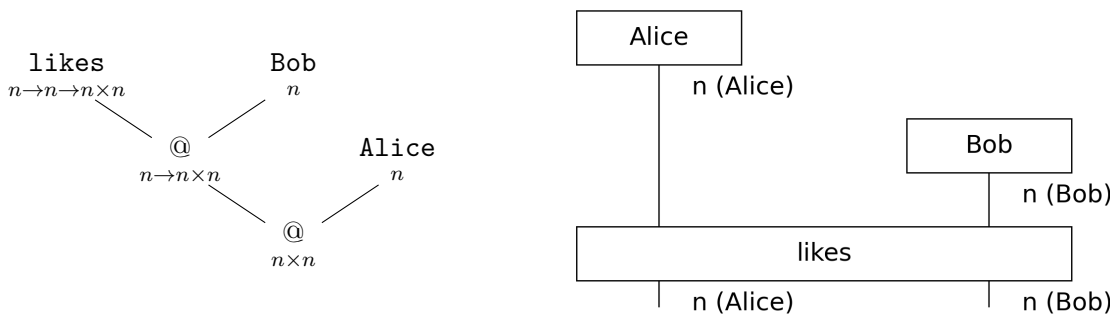 likes
n→n→n×n
Bob
n
@
n→n×n
Alice
n
@
n×n
Alice
n (Alice)
Bob
n (Bob)
likes
n (Alice)
n (Bob)